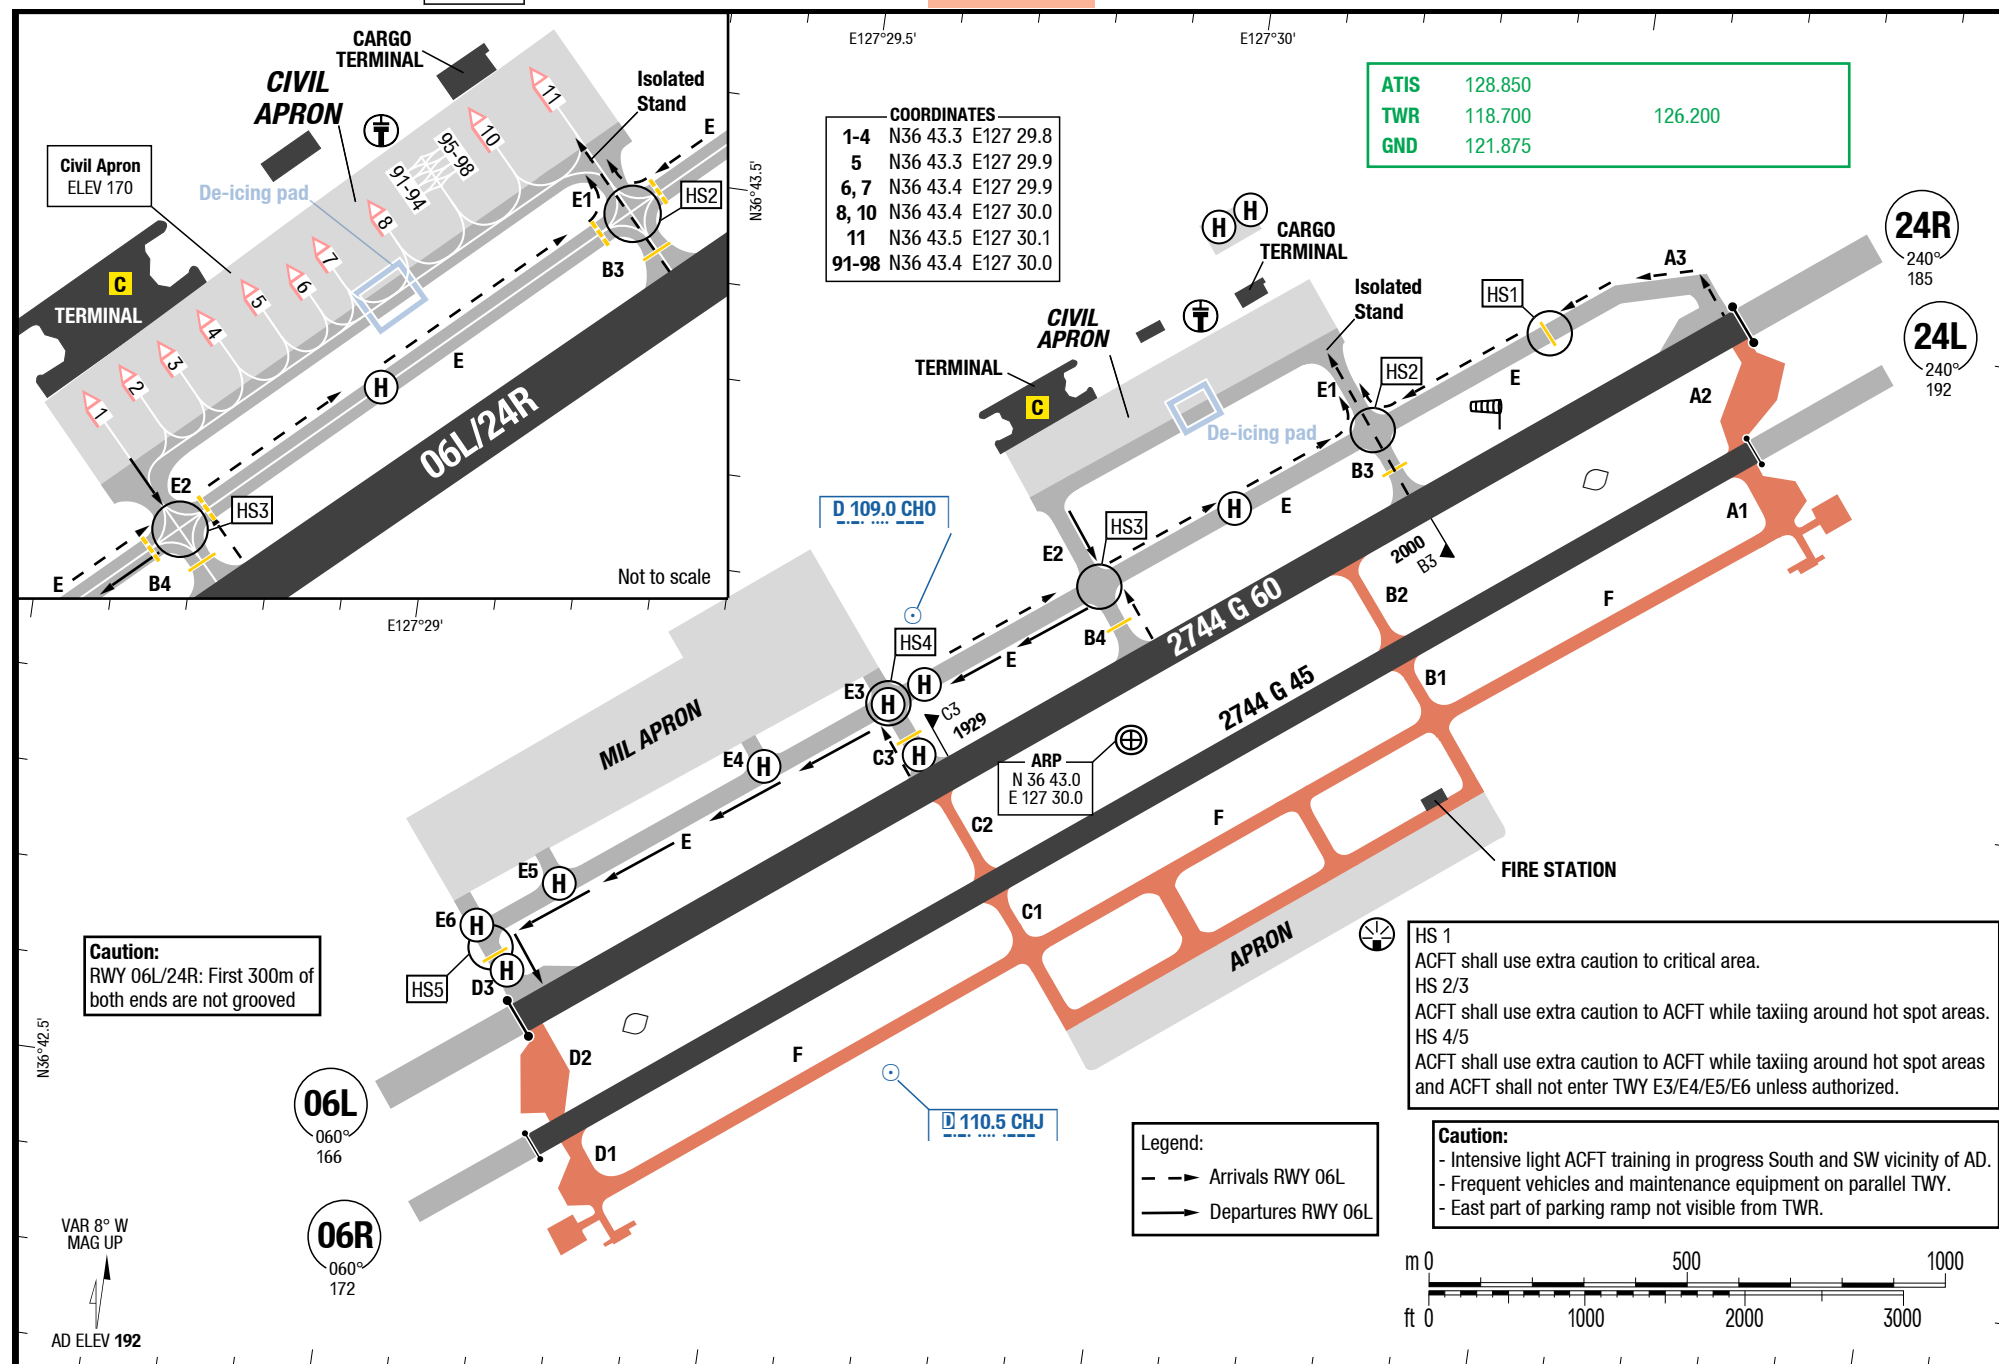 CARGO
TERMINAL
CIVIL
APRON
Isolated
Stand
11
10
E
95-98
91-94
Civil Apron
ELEV 170
De-icing pad
8
7
6
5
4
3
2
1
E1
HS2
B3
C
TERMINAL
E
H
06L/24R
E2
HS3
E
B4
Not to scale
E127°29.5'
E127°30'
N36°43.5'
COORDINATES
1-4 N36 43.3 E127 29.8
5 N36 43.3 E127 29.9
6, 7 N36 43.4 E127 29.9
8, 10 N36 43.4 E127 30.0
11 N36 43.5 E127 30.1
91-98 N36 43.4 E127 30.0
ATIS 128.850
TWR 118.700 126.200
GND 121.875
H H
CARGO
TERMINAL
Isolated
Stand
CIVIL
APRON
TERMINAL
C
De-icing pad
HS1
A3
24R
240°
185
24L
240°
192
HS2
E1
E
A2
B3
A1
H
E
2000
B3
D 109.0 CHO
HS3
E2
B2
F
B4
E
2744 G 60
E127°29'
HS4
E3
H
H
C3
1929
C3
H
2744 G 45
B1
MIL APRON
E4
H
ARP
N 36 43.0
E 127 30.0
C2
F
E
E5
H
FIRE STATION
E6
H
C1
HS5
H
D3
APRON
Caution:
RWY 06L/24R: First 300m of
both ends are not grooved
N36°42.5'
D2
F
06L
060°
166
D 110.5 CHJ
D1
06R
060°
172
HS 1
ACFT shall use extra caution to critical area.
HS 2/3
ACFT shall use extra caution to ACFT while taxiing around hot spot areas.
HS 4/5
ACFT shall use extra caution to ACFT while taxiing around hot spot areas
and ACFT shall not enter TWY E3/E4/E5/E6 unless authorized.
Legend:
Arrivals RWY 06L
Departures RWY 06L
Caution:
- Intensive light ACFT training in progress South and SW vicinity of AD.
- Frequent vehicles and maintenance equipment on parallel TWY.
- East part of parking ramp not visible from TWR.
VAR 8° W
MAG UP
AD ELEV 192
m 0 500 1000
ft 0 1000 2000 3000